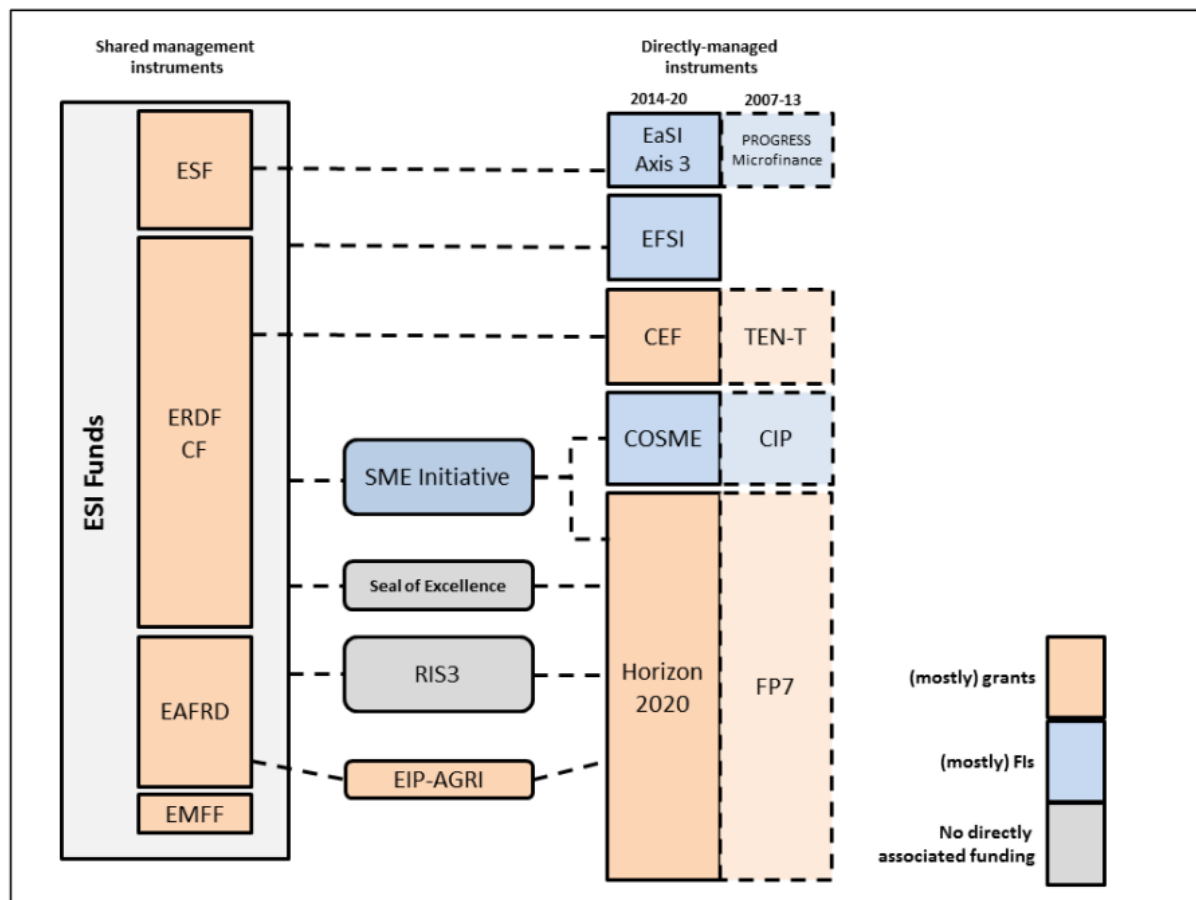 Shared management
instruments
Directly-managed
instruments
2014-20
2007-13
ESI Funds
ESF
ERDF
CF
EAFRD
EMFF
SME Initiative
Seal of Excellence
RIS3
EIP-AGRI
EaSI
Axis 3
PROGRESS
Microfinance
EFSI
CEF
TEN-T
COSME
CIP
Horizon
2020
FP7
(mostly) grants
(mostly) FIs
No directly
associated funding